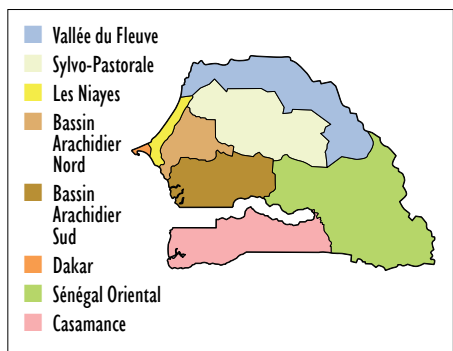 Vallée du Fleuve
Sylvo-Pastorale
Les Niayes
Bassin
Arachidier
Nord
Bassin
Arachidier
Sud
Dakar
Sénégal Oriental
Casamance